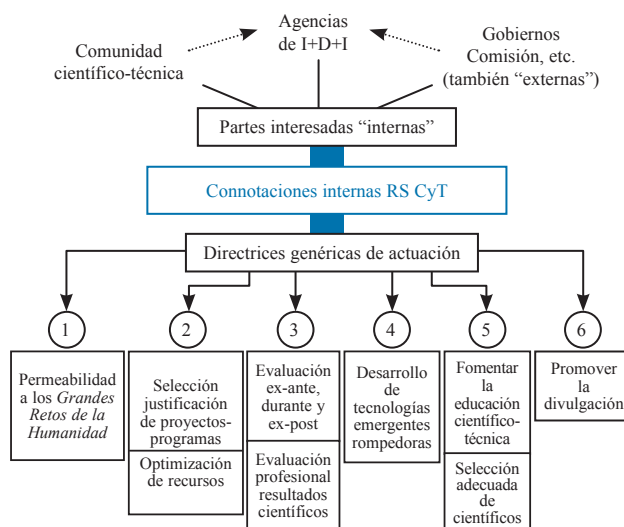 Agencias
de I+D+I
Comunidad
científico-técnica
Gobiernos
Comisión, etc.
(también “externas”)
Partes interesadas “internas”
Connotaciones internas RS CyT
Directrices genéricas de actuación
1
2
3
4
5
6
Permeabilidad
a los Grandes
Retos de la
Humanidad
Selección
justificación
de proyectos-
programas
Optimización
de recursos
Evaluación
ex-ante,
durante y
ex-post
Evaluación
profesional
resultados
científicos
Desarrollo
de
tecnologías
emergentes
rompedoras
Fomentar
la
educación
científico-
técnica
Selección
adecuada
de
científicos
Promover
la
divulgación